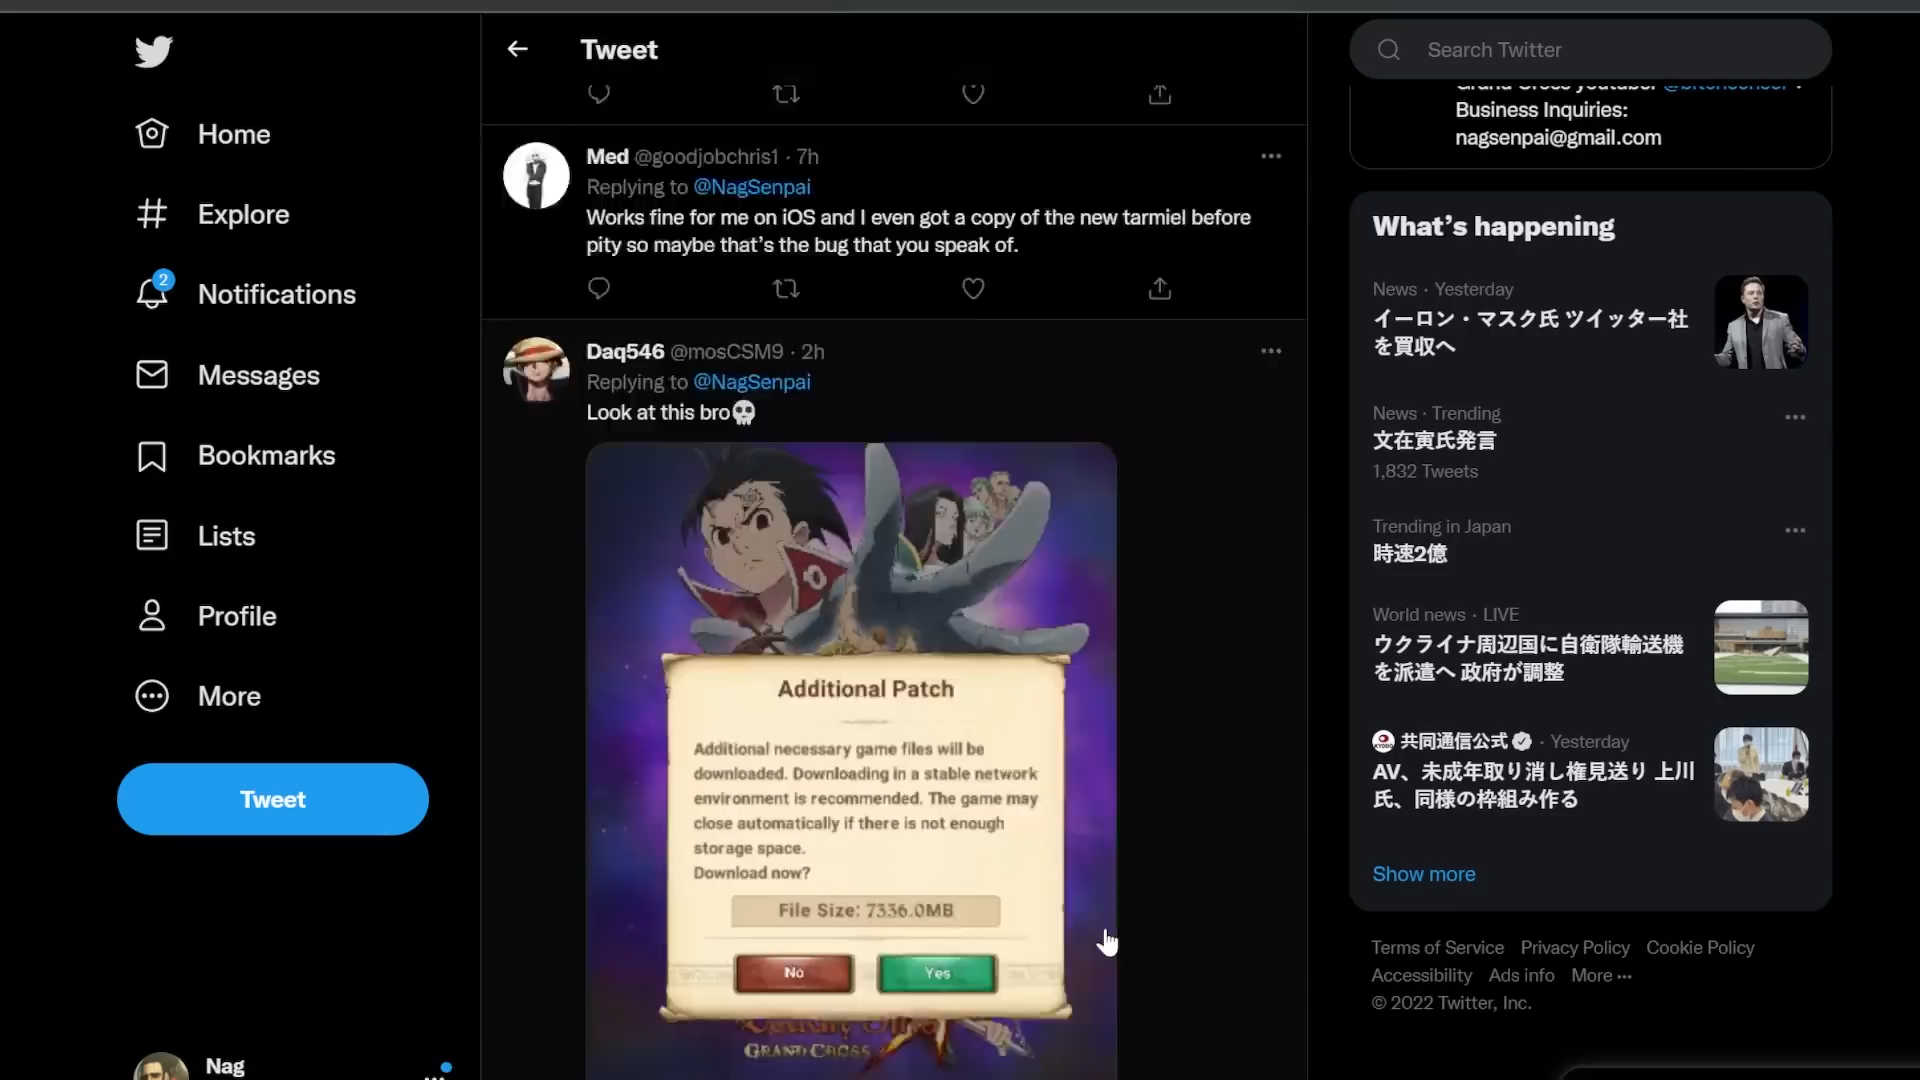 Home
Explore
2
Notifications
Messages
Bookmarks
Lists
Profile
More
Tweet
Nag
Tweet
Med @goodjobchris1 · 7h
Replying to @NagSenpai
Works fine for me on iOS and I even got a copy of the new tarmiel before
pity so maybe that's the bug that you speak of.
Daq546 @mosCSM9 · 2h
Replying to @NagSenpai
Look at this bro💀
Additional Patch
Additional necessary game files will be
downloaded. Downloading in a stable network
environment is recommended. The game may
close automatically if there is not enough
storage space.
Download now?
File Size: 7336.0MB
No
Yes
GRAND CROSS
Search Twitter
Business Inquiries:
nagsenpai@gmail.com
What's happening
News · Yesterday
イーロン・マスク氏 ツイッター社
を買収へ
News · Trending
文在寅氏発言
1,832 Tweets
Trending in Japan
時速2億
World news · LIVE
ウクライナ周辺国に自衛隊輸送機
を派遣へ 政府が調整
共同通信公式 · Yesterday
AV、未成年取り消し権見送り 上川
氏、同様の枠組み作る
Show more
Terms of Service Privacy Policy Cookie Policy
Accessibility Ads info More ···
© 2022 Twitter, Inc.